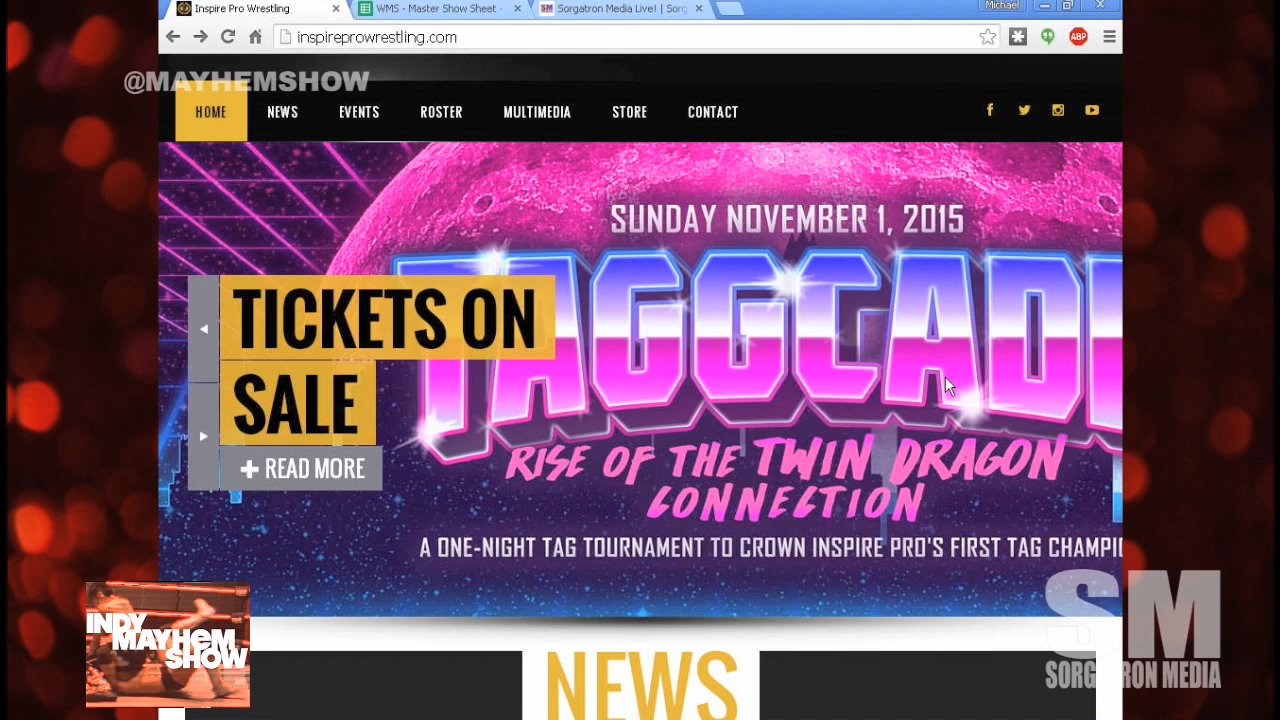 Inspire Pro Wrestling
WMS - Master Show Sheet -
Sorgatron Media Live! | Sorg
Michael
inspireprowrestling.com
ABP
@MAYHEMSHOW
HOME
NEWS
EVENTS
ROSTER
MULTIMEDIA
STORE
CONTACT
SUNDAY NOVEMBER 1, 2015
TAGGCADE
TICKETS ON
SALE
+ READ MORE
RISE OF THE TWIN DRAGON
CONNECTION
A ONE-NIGHT TAG TOURNAMENT TO CROWN INSPIRE PRO'S FIRST TAG CHAMPI
INDY
MAYHEM
SHOW
SM
SORGATRON MEDIA
NEWS